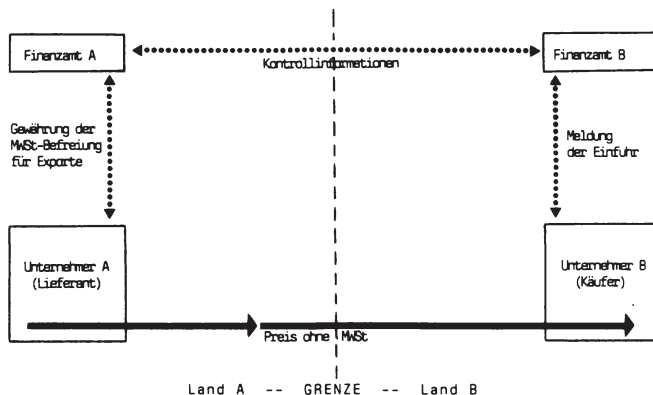 Finanzamt A
Finanzamt B
Kontrollinformationen
Gewährung der
MWSt-Befreiung
für Exporte
Meldung
der Einfuhr
Unternehmer A
(Lieferant)
Unternehmer B
(Käufer)
Preis ohne MWSt
Land A -- GRENZE -- Land B